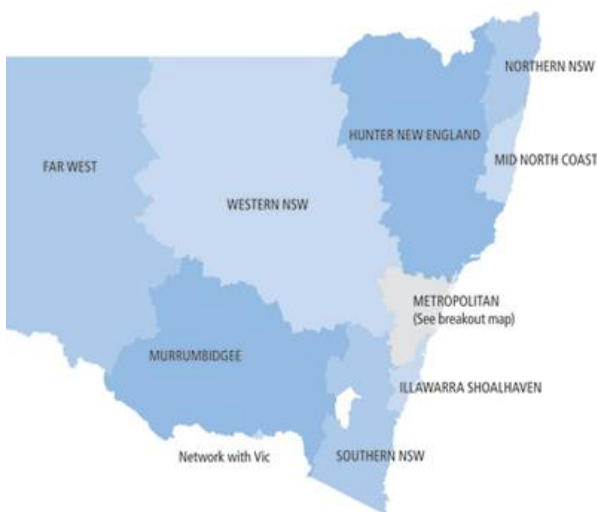 NORTHERN NSW
HUNTER NEW ENGLAND
MID NORTH COAST
FAR WEST
WESTERN NSW
METROPOLITAN
(See breakout map)
MURRUMBIDGEE
ILLAWARRA SHOALHAVEN
Network with Vic
SOUTHERN NSW